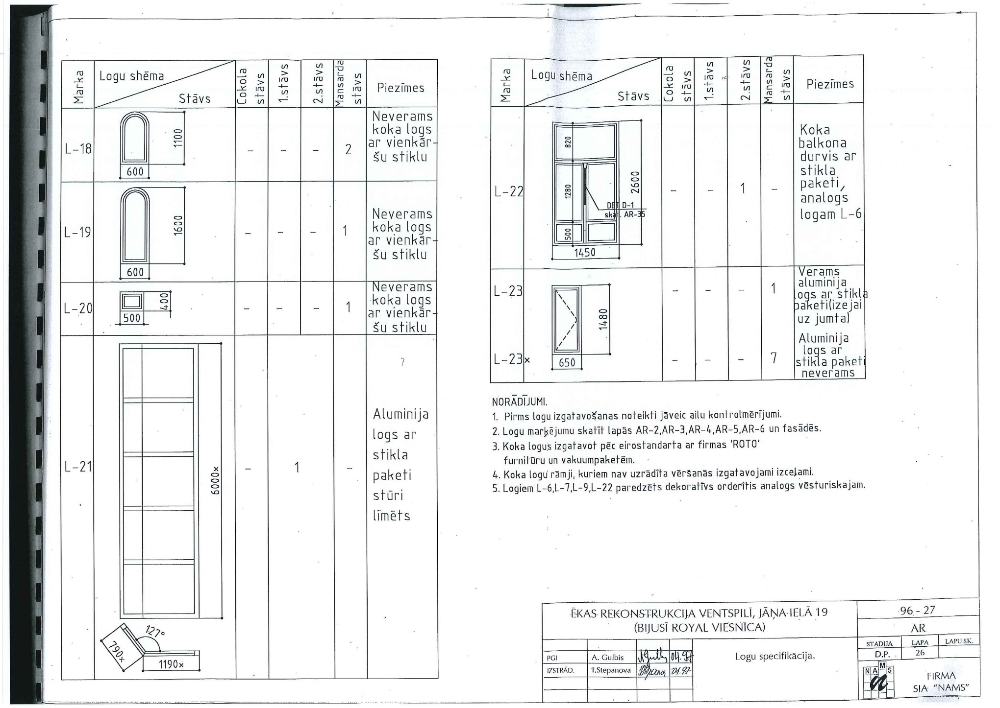 Marka
Logu shēma
Stāvs
Cokola
stāvs
1.stāvs
2.stāvs
Mansarda
stāvs
Piezīmes
L-18
1100
600
-
-
-
2
Neverams
koka logs
ar vienkār-
šu stiklu
L-19
1600
600
-
-
-
1
Neverams
koka logs
ar vienkār-
šu stiklu
L-20
400
500
-
-
-
1
Neverams
koka logs
ar vienkār-
šu stiklu
L-21
6000x
127°
790x
1190x
-
1
-
Aluminija
logs ar
stikla
paketi
stūri
līmēts
Marka
Logu shēma
Stāvs
Cokola
stāvs
1.stāvs
2.stāvs
Mansarda
stāvs
Piezīmes
L-22
820
1280
500
2600
DET D-1
skat. AR-35
1450
-
-
1
-
Koka
balkona
durvis ar
stikla
paketi,
analogs
logam L-6
L-23
1480
650
-
-
-
1
Verams
aluminija
logs ar stikla
paketi(izejai
uz jumta)
L-23x
-
-
-
7
Aluminija
logs ar
stikla paketi
neverams
NORĀDĪJUMI.
1. Pirms logu izgatavošanas noteikti jāveic ailu kontrolmērījumi.
2. Logu marķējumu skatīt lapās AR-2,AR-3,AR-4,AR-5,AR-6 un fasādēs.
3. Koka logus izgatavot pēc eirostandarta ar firmas 'ROTO'
furnitūru un vakuumpaketēm.
4. Koka logu rāmji, kuriem nav uzrādīta vēršanās izgatavojami izceļami.
5. Logiem L-6,L-7,L-9,L-22 paredzēts dekoratīvs orderītis analogs vēsturiskajam.
ĒKAS REKONSTRUKCIJA VENTSPILĪ, JĀŅA IELĀ 19
(BIJUSĪ ROYAL VIESNĪCA)
96 - 27
AR
STADIJA
LAPA
LAPU SK.
D.P.
26
PGI
A. Gulbis
04.97
IZSTRĀD.
I.Stepanova
04.97
Logu specifikācija.
NAMS
FIRMA
SIA "NAMS"